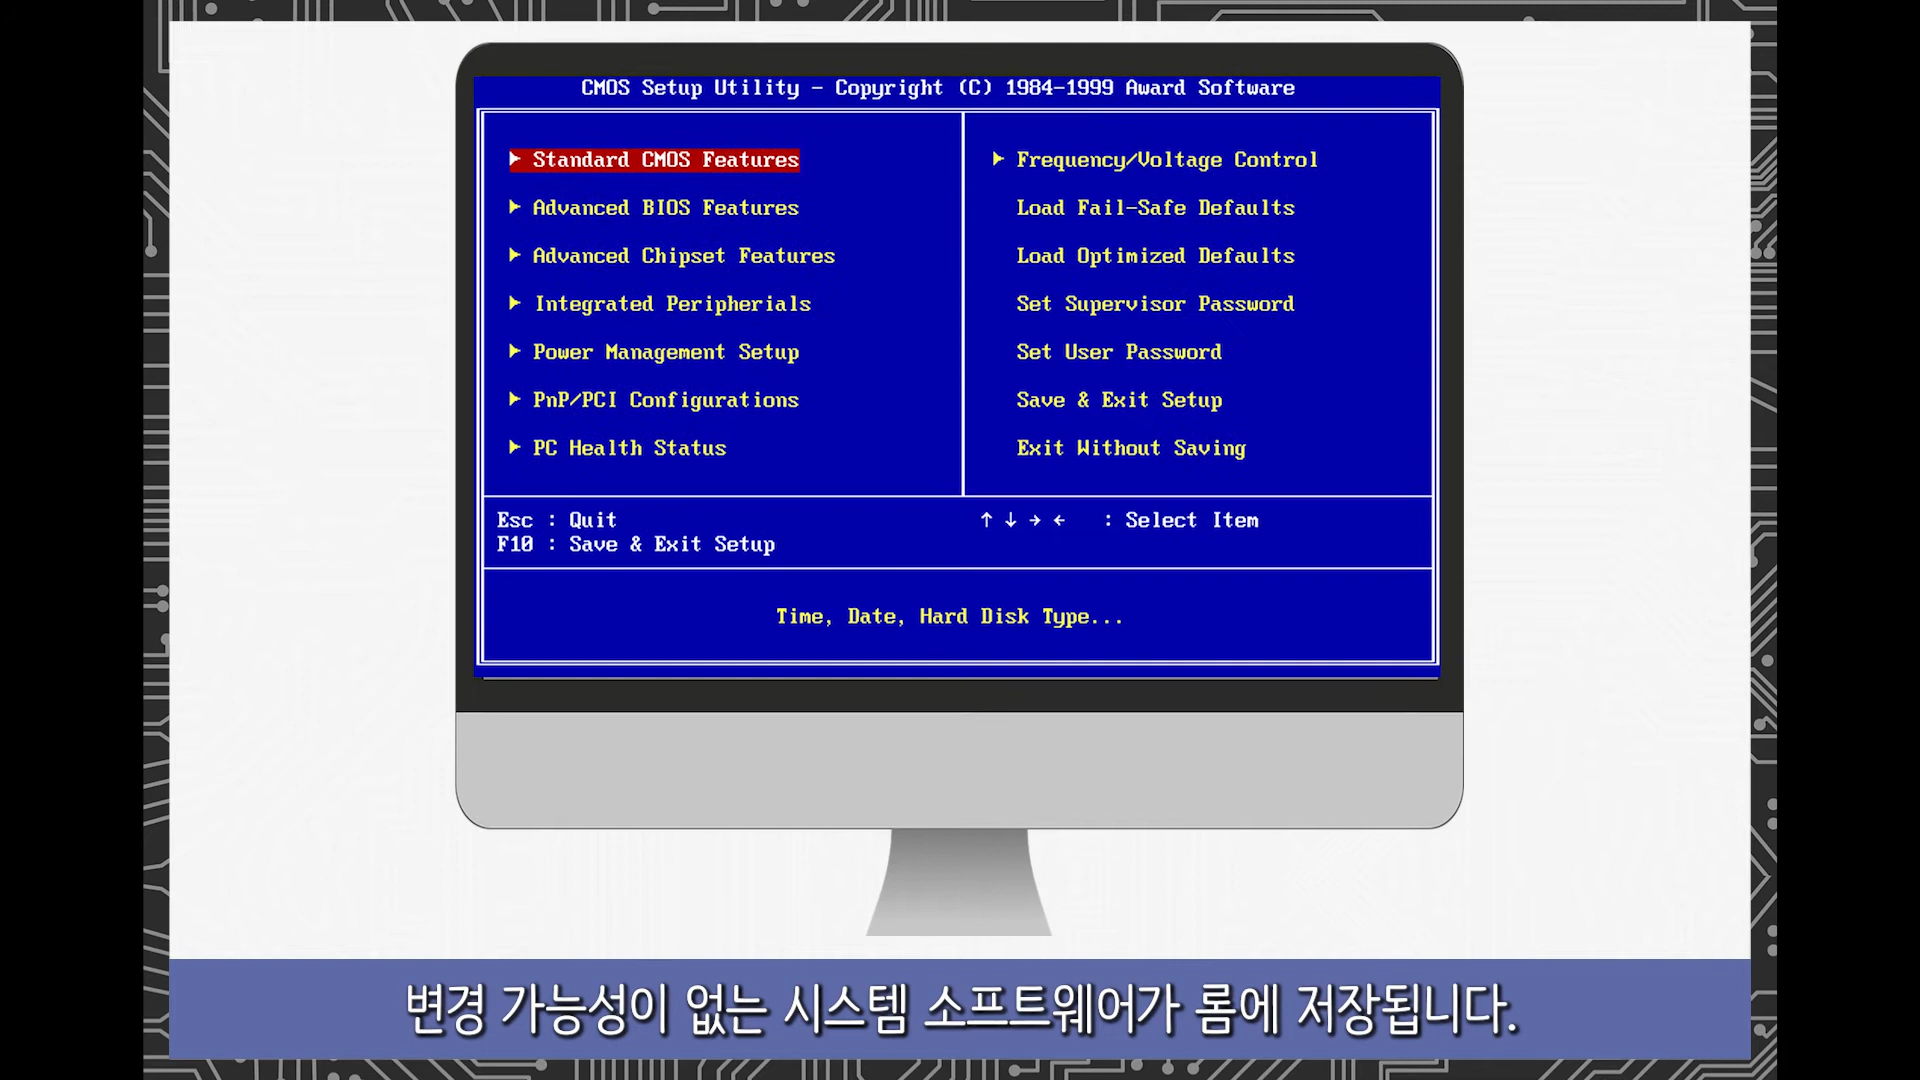 CMOS Setup Utility - Copyright (C) 1984-1999 Award Software
Standard CMOS Features
Advanced BIOS Features
Advanced Chipset Features
Integrated Peripherials
Power Management Setup
PnP/PCI Configurations
PC Health Status
Frequency/Voltage Control
Load Fail-Safe Defaults
Load Optimized Defaults
Set Supervisor Password
Set User Password
Save & Exit Setup
Exit Without Saving
Esc : Quit
F10 : Save & Exit Setup
↑ ↓ → ← : Select Item
Time, Date, Hard Disk Type...
변경 가능성이 없는 시스템 소프트웨어가 롬에 저장됩니다.